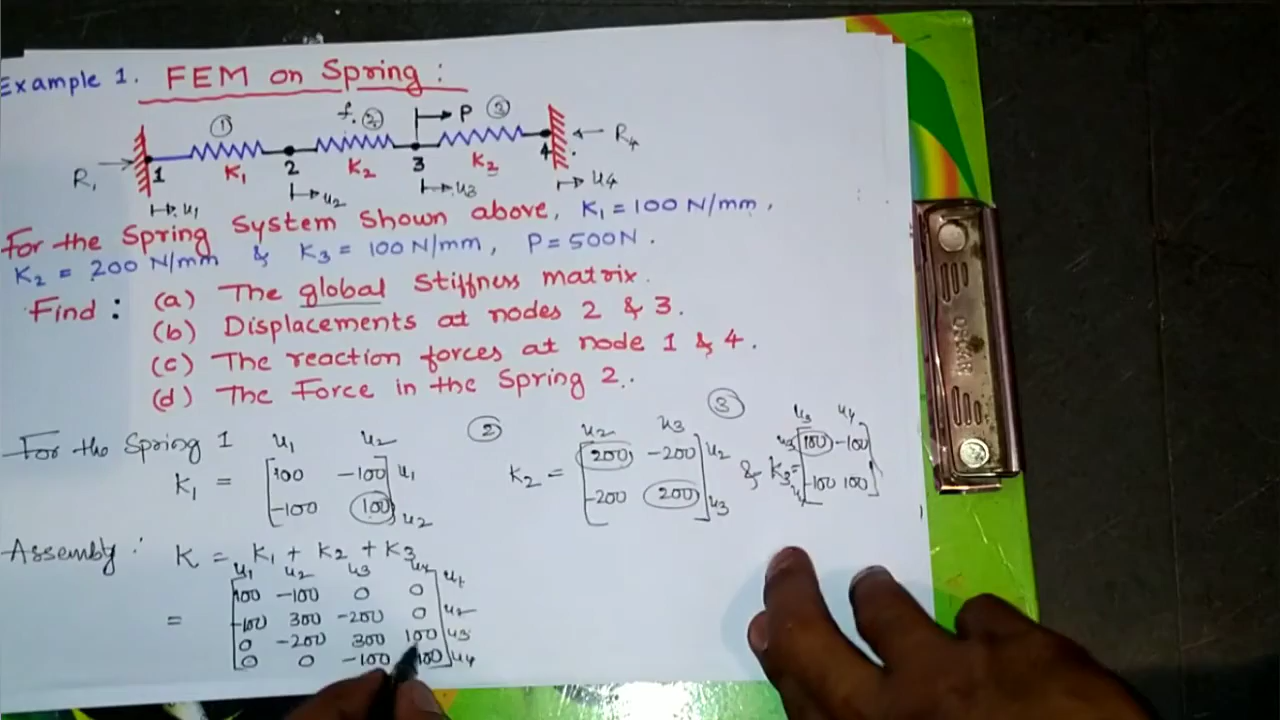 Example 1. FEM on Spring :
① f. ② P ③
R₁ 1 K₁ 2 K₂ 3 K₃ 4 R₄
u₁ u₂ u₃ u₄
For the Spring System Shown above, K₁ = 100 N/mm,
K₂ = 200 N/mm & K₃ = 100 N/mm, P = 500N.
Find : (a) The global Stiffness matrix.
(b) Displacements at nodes 2 & 3.
(c) The reaction forces at node 1 & 4.
(d) The Force in the Spring 2.
For the Spring 1 u₁ u₂ ② u₂ u₃ ③ u₃ u₄
K₁ = [100 -100] u₁ K₂ = [200 -200] u₂ & K₃ = [100 -100] u₃
[-100 100] u₂ [-200 200] u₃ [-100 100] u₄
Assembly : K = K₁ + K₂ + K₃
u₁ u₂ u₃ u₄
= [100 -100 0 0] u₁
[-100 300 -200 0] u₂
[0 -200 300 100] u₃
[0 0 -100 100] u₄